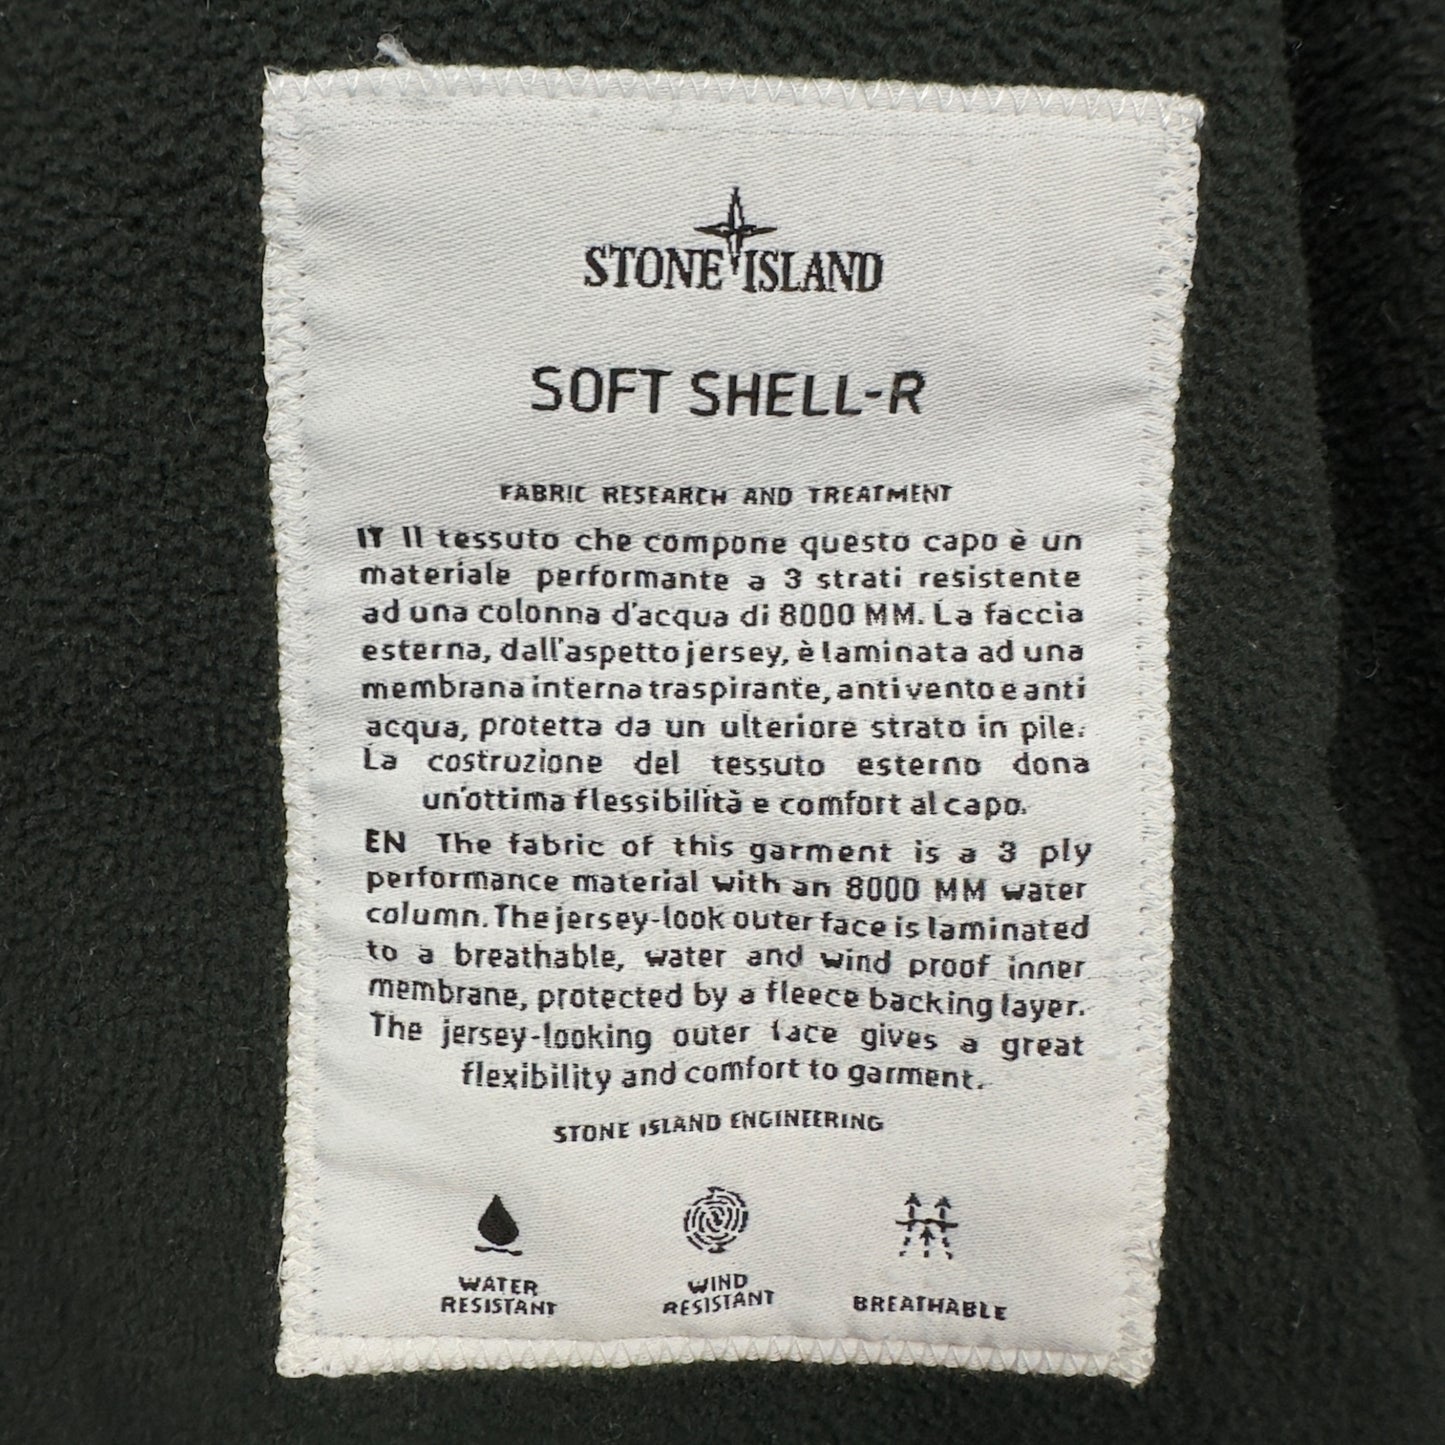 STONE ISLAND
SOFT SHELL-R
FABRIC RESEARCH AND TREATMENT
IT Il tessuto che compone questo capo è un
materiale performante a 3 strati resistente
ad una colonna d'acqua di 8000 MM. La faccia
esterna, dall'aspetto jersey, è laminata ad una
membrana interna traspirante, antivento e anti
acqua, protetta da un ulteriore strato in pile.
La costruzione del tessuto esterno dona
un'ottima flessibilità e comfort al capo.
EN The fabric of this garment is a 3 ply
performance material with an 8000 MM water
column. The jersey-look outer face is laminated
to a breathable, water and wind proof inner
membrane, protected by a fleece backing layer.
The jersey-looking outer face gives a great
flexibility and comfort to garment.
STONE ISLAND ENGINEERING
WATER
RESISTANT
WIND
RESISTANT
BREATHABLE